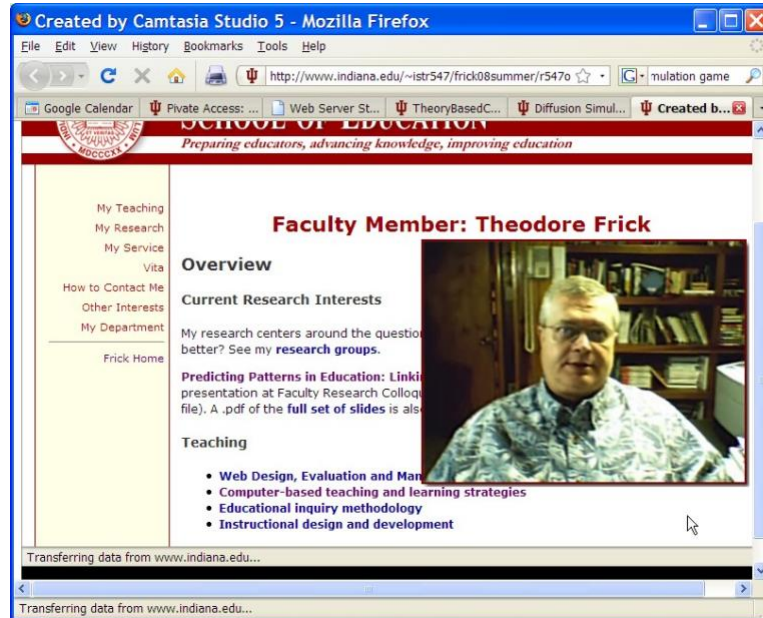 Created by Camtasia Studio 5 - Mozilla Firefox
File Edit View History Bookmarks Tools Help
http://www.indiana.edu/~istr547/frick08summer/r547o
mulation game
Google Calendar
Pivate Access: ...
Web Server St...
TheoryBasedC...
Diffusion Simul...
Created b...
SCHOOL OF EDUCATION
MDCCCXX
Preparing educators, advancing knowledge, improving education
My Teaching
My Research
My Service
Vita
How to Contact Me
Other Interests
My Department
Frick Home
Faculty Member: Theodore Frick
Overview
Current Research Interests
My research centers around the question
better? See my research groups.
Predicting Patterns in Education: Linki
presentation at Faculty Research Colloqu
file). A .pdf of the full set of slides is als
Teaching
• Web Design, Evaluation and Man
• Computer-based teaching and learning strategies
• Educational inquiry methodology
• Instructional design and development
Transferring data from www.indiana.edu...
Transferring data from www.indiana.edu...